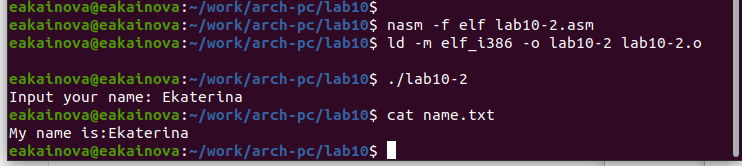 eakainova@eakainova:~/work/arch-pc/lab10$
eakainova@eakainova:~/work/arch-pc/lab10$ nasm -f elf lab10-2.asm
eakainova@eakainova:~/work/arch-pc/lab10$ ld -m elf_i386 -o lab10-2 lab10-2.o
eakainova@eakainova:~/work/arch-pc/lab10$ ./lab10-2
Input your name: Ekaterina
eakainova@eakainova:~/work/arch-pc/lab10$ cat name.txt
My name is:Ekaterina
eakainova@eakainova:~/work/arch-pc/lab10$